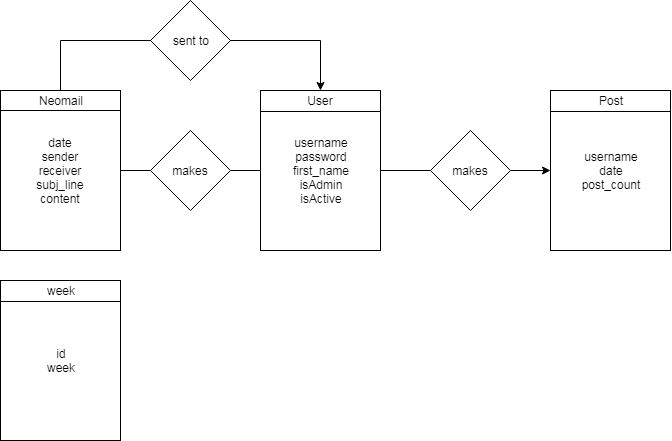 sent to
Neomail
User
Post
date
sender
receiver
subj_line
content
makes
username
password
first_name
isAdmin
isActive
makes
username
date
post_count
week
id
week